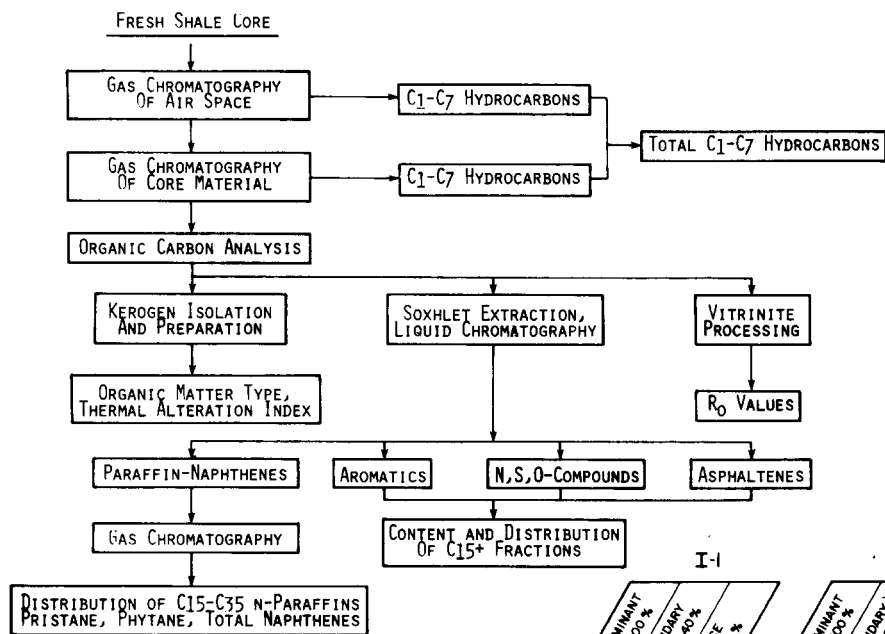 FRESH SHALE CORE
GAS CHROMATOGRAPHY
OF AIR SPACE
C1-C7 HYDROCARBONS
TOTAL C1-C7 HYDROCARBONS
GAS CHROMATOGRAPHY
OF CORE MATERIAL
C1-C7 HYDROCARBONS
ORGANIC CARBON ANALYSIS
KEROGEN ISOLATION
AND PREPARATION
SOXHLET EXTRACTION,
LIQUID CHROMATOGRAPHY
VITRINITE
PROCESSING
ORGANIC MATTER TYPE,
THERMAL ALTERATION INDEX
RO VALUES
PARAFFIN-NAPHTHENES
AROMATICS
N,S,O-COMPOUNDS
ASPHALTENES
GAS CHROMATOGRAPHY
CONTENT AND DISTRIBUTION
OF C15+ FRACTIONS
I-1
DISTRIBUTION OF C15-C35 N-PARAFFINS
PRISTANE, PHYTANE, TOTAL NAPHTHENES